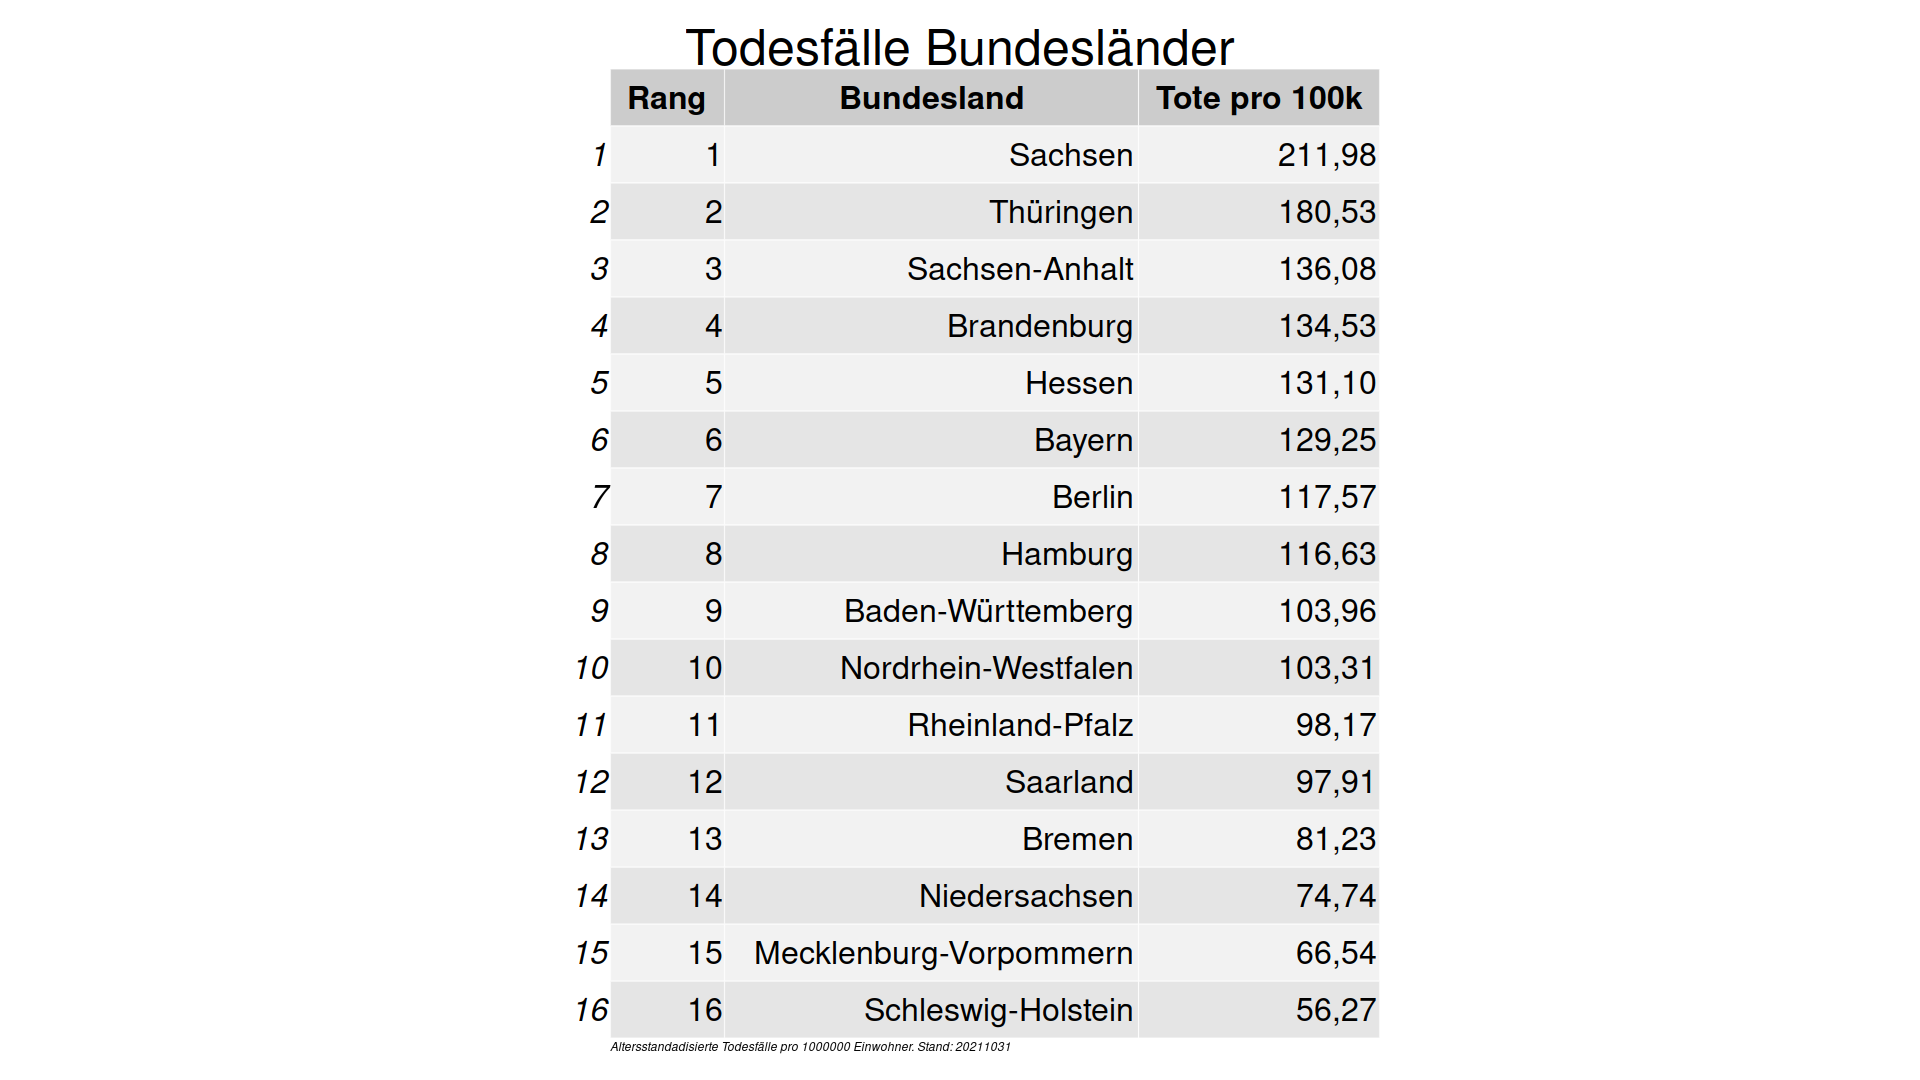 Todesfälle Bundesländer
Rang Bundesland Tote pro 100k
1 1 Sachsen 211,98
2 2 Thüringen 180,53
3 3 Sachsen-Anhalt 136,08
4 4 Brandenburg 134,53
5 5 Hessen 131,10
6 6 Bayern 129,25
7 7 Berlin 117,57
8 8 Hamburg 116,63
9 9 Baden-Württemberg 103,96
10 10 Nordrhein-Westfalen 103,31
11 11 Rheinland-Pfalz 98,17
12 12 Saarland 97,91
13 13 Bremen 81,23
14 14 Niedersachsen 74,74
15 15 Mecklenburg-Vorpommern 66,54
16 16 Schleswig-Holstein 56,27
Altersstandadisierte Todesfälle pro 1000000 Einwohner. Stand: 20211031